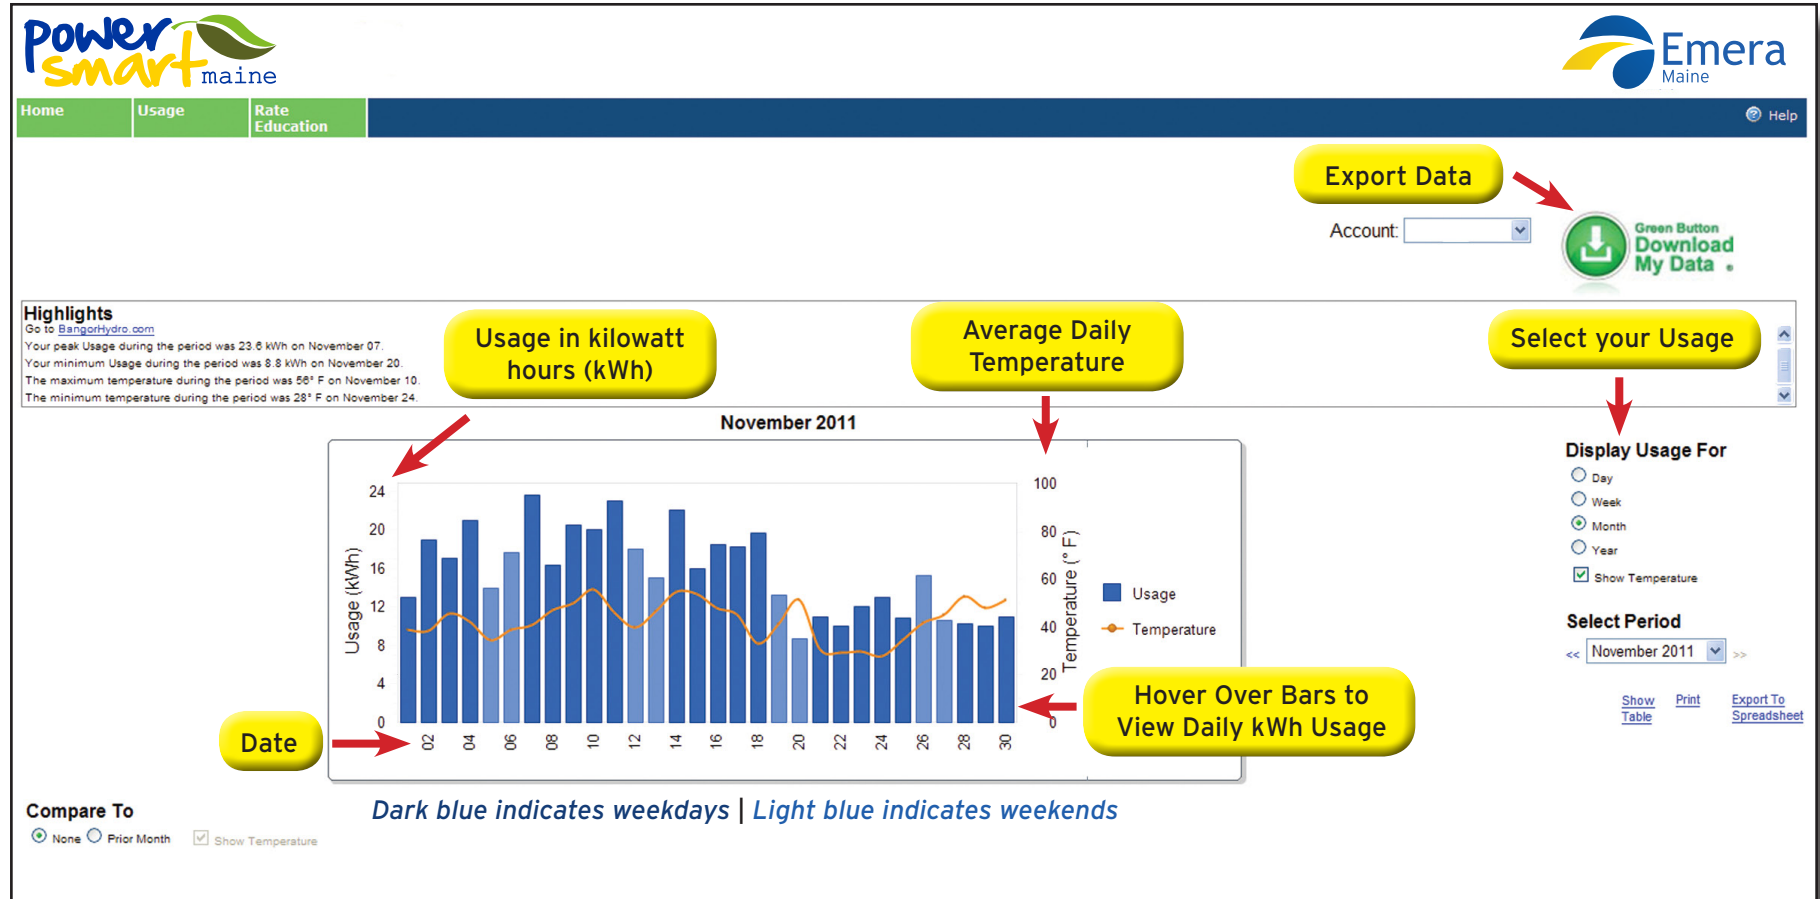 power
smart maine
Emera
Maine
Home
Usage
Rate
Education
Help
Export Data
Account:
Green Button
Download
My Data
Highlights
Go to BangorHydro.com
Your peak Usage during the period was 23.6 kWh on November 07.
Your minimum Usage during the period was 8.8 kWh on November 20.
The maximum temperature during the period was 56° F on November 10.
The minimum temperature during the period was 28° F on November 24.
Usage in kilowatt
hours (kWh)
Average Daily
Temperature
Select your Usage
November 2011
24
20
16
12
8
4
0
Usage (kWh)
100
80
60
40
20
0
Temperature (° F)
Usage
Temperature
02 04 06 08 10 12 14 16 18 20 22 24 26 28 30
Date
Hover Over Bars to
View Daily kWh Usage
Display Usage For
Day
Week
Month
Year
Show Temperature
Select Period
<< November 2011 >>
Show
Table
Print
Export To
Spreadsheet
Dark blue indicates weekdays | Light blue indicates weekends
Compare To
None Prior Month Show Temperature